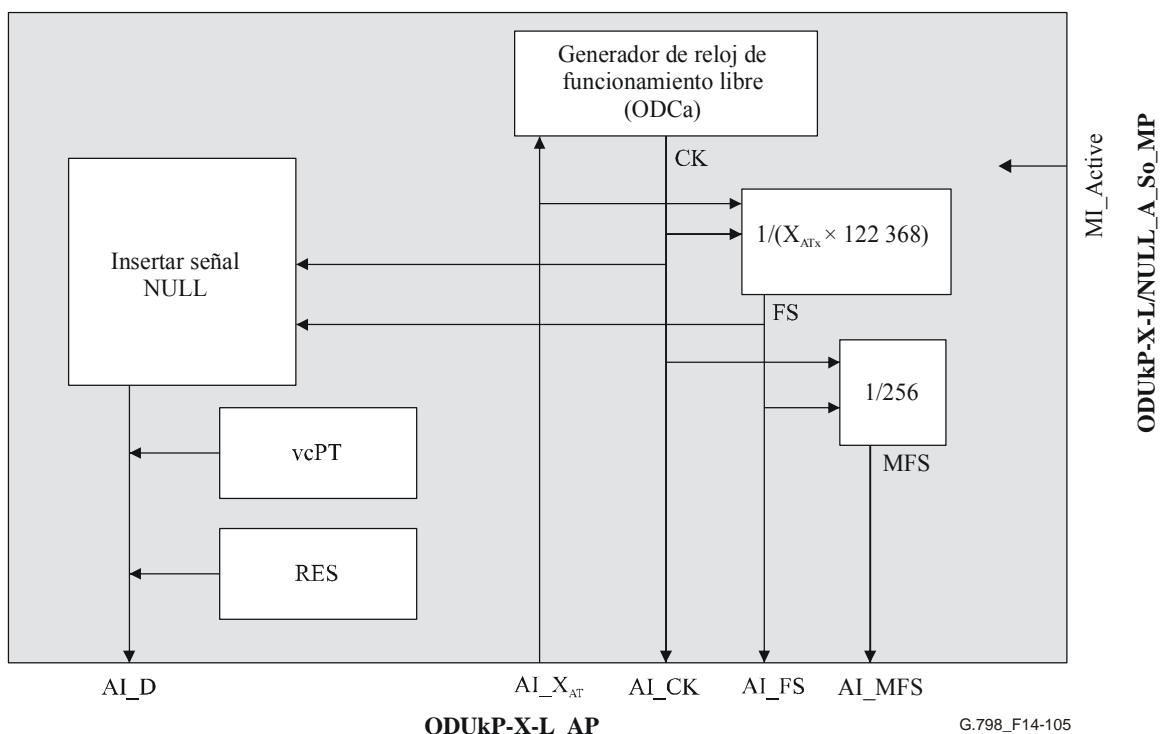 Generador de reloj de
funcionamiento libre
(ODCa)
CK
Insertar señal
NULL
1/(X_ATx × 122 368)
FS
1/256
MFS
vcPT
RES
MI_Active
ODUkP-X-L/NULL_A_So_MP
AI_D
AI_X_AT
AI_CK
AI_FS
AI_MFS
ODUkP-X-L_AP
G.798_F14-105